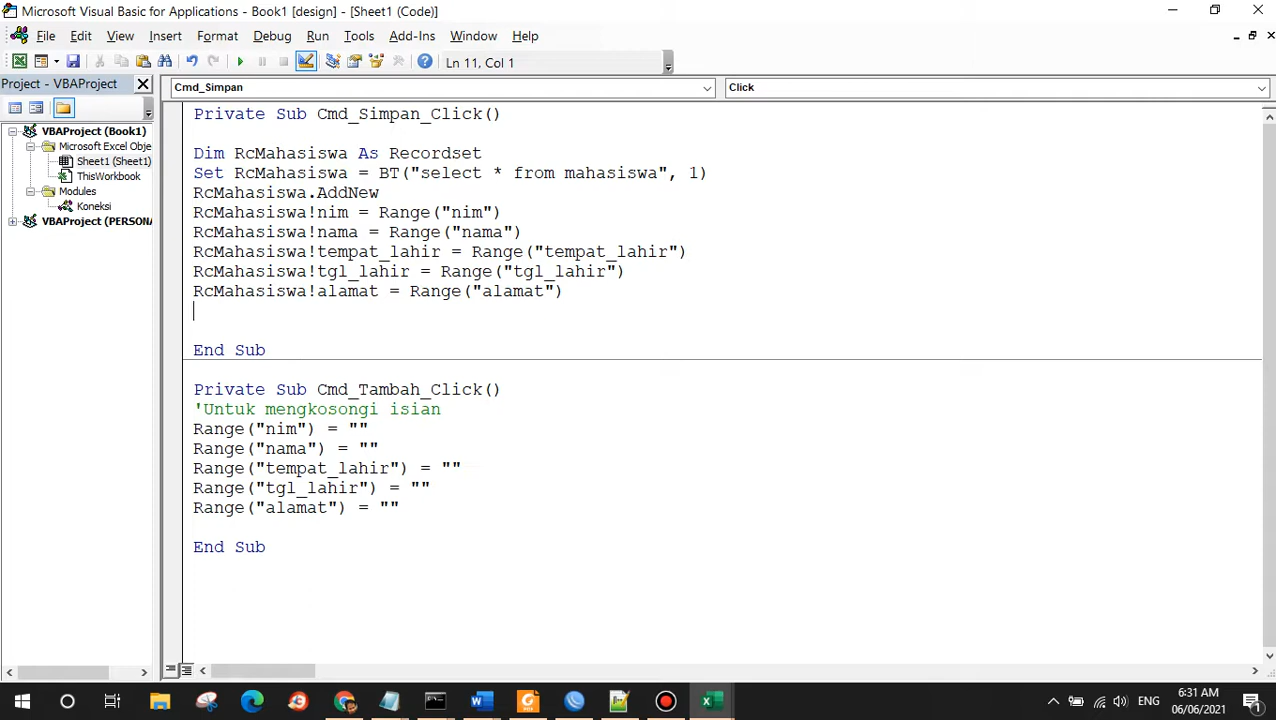 Microsoft Visual Basic for Applications - Book1 [design] - [Sheet1 (Code)]
File Edit View Insert Format Debug Run Tools Add-Ins Window Help
Ln 11, Col 1
Project - VBAProject
Cmd_Simpan
Click
VBAProject (Book1)
Microsoft Excel Obje
Sheet1 (Sheet1)
ThisWorkbook
Modules
Koneksi
VBAProject (PERSONA
Private Sub Cmd_Simpan_Click()
Dim RcMahasiswa As Recordset
Set RcMahasiswa = BT("select * from mahasiswa", 1)
RcMahasiswa.AddNew
RcMahasiswa!nim = Range("nim")
RcMahasiswa!nama = Range("nama")
RcMahasiswa!tempat_lahir = Range("tempat_lahir")
RcMahasiswa!tgl_lahir = Range("tgl_lahir")
RcMahasiswa!alamat = Range("alamat")
End Sub
Private Sub Cmd_Tambah_Click()
'Untuk mengkosongi isian
Range("nim") = ""
Range("nama") = ""
Range("tempat_lahir") = ""
Range("tgl_lahir") = ""
Range("alamat") = ""
End Sub
ENG
6:31 AM
06/06/2021